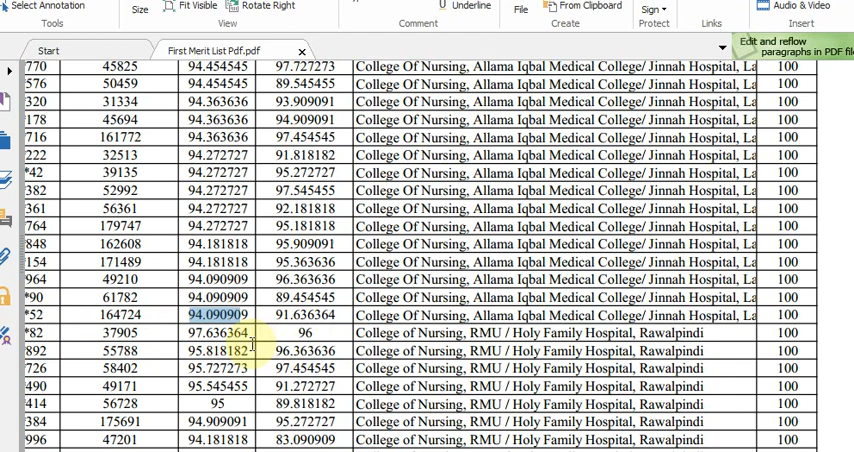 Select Annotation
Size
Fit Visible
Rotate Right
Underline
File
From Clipboard
Sign
Audio & Video
Tools
View
Comment
Create
Protect
Links
Insert
Start
First Merit List Pdf.pdf x
Edit and reflow
paragraphs in PDF file
770 45825 94.454545 97.727273 College Of Nursing, Allama Iqbal Medical College/ Jinnah Hospital, La 100
576 50459 94.454545 89.545455 College Of Nursing, Allama Iqbal Medical College/ Jinnah Hospital, La 100
320 31334 94.363636 93.909091 College Of Nursing, Allama Iqbal Medical College/ Jinnah Hospital, La 100
178 45694 94.363636 94.909091 College Of Nursing, Allama Iqbal Medical College/ Jinnah Hospital, La 100
716 161772 94.363636 97.454545 College Of Nursing, Allama Iqbal Medical College/ Jinnah Hospital, La 100
222 32513 94.272727 91.818182 College Of Nursing, Allama Iqbal Medical College/ Jinnah Hospital, La 100
*42 39135 94.272727 95.272727 College Of Nursing, Allama Iqbal Medical College/ Jinnah Hospital, La 100
382 52992 94.272727 97.545455 College Of Nursing, Allama Iqbal Medical College/ Jinnah Hospital, La 100
361 56361 94.272727 92.181818 College Of Nursing, Allama Iqbal Medical College/ Jinnah Hospital, La 100
764 179747 94.272727 95.181818 College Of Nursing, Allama Iqbal Medical College/ Jinnah Hospital, La 100
848 162608 94.181818 95.909091 College Of Nursing, Allama Iqbal Medical College/ Jinnah Hospital, La 100
154 171489 94.181818 95.363636 College Of Nursing, Allama Iqbal Medical College/ Jinnah Hospital, La 100
964 49210 94.090909 96.363636 College Of Nursing, Allama Iqbal Medical College/ Jinnah Hospital, La 100
*90 61782 94.090909 89.454545 College Of Nursing, Allama Iqbal Medical College/ Jinnah Hospital, La 100
*52 164724 94.090909 91.636364 College Of Nursing, Allama Iqbal Medical College/ Jinnah Hospital, La 100
*82 37905 97.636364 96 College of Nursing, RMU / Holy Family Hospital, Rawalpindi 100
892 55788 95.818182 96.363636 College of Nursing, RMU / Holy Family Hospital, Rawalpindi 100
726 58402 95.727273 97.454545 College of Nursing, RMU / Holy Family Hospital, Rawalpindi 100
490 49171 95.545455 91.272727 College of Nursing, RMU / Holy Family Hospital, Rawalpindi 100
414 56728 95 89.818182 College of Nursing, RMU / Holy Family Hospital, Rawalpindi 100
384 175691 94.909091 95.272727 College of Nursing, RMU / Holy Family Hospital, Rawalpindi 100
996 47201 94.181818 83.090909 College of Nursing, RMU / Holy Family Hospital, Rawalpindi 100